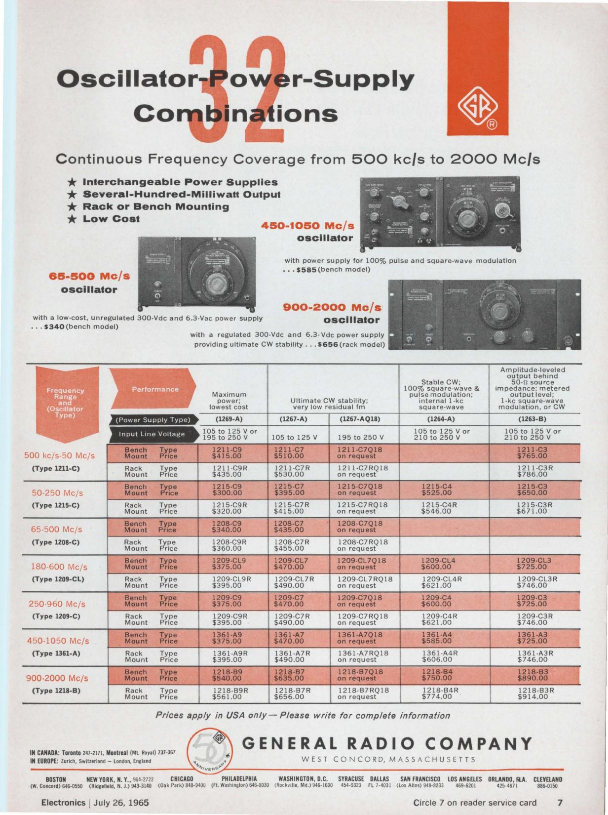 32
Oscillator-Power-Supply
Combinations
GR
®
Continuous Frequency Coverage from 500 kc/s to 2000 Mc/s
★ Interchangeable Power Supplies
★ Several-Hundred-Milliwatt Output
★ Rack or Bench Mounting
★ Low Cost
450-1050 Mc/s
oscillator
with power supply for 100% pulse and square-wave modulation
. . . $585 (bench model)
65-500 Mc/s
oscillator
with a low-cost, unregulated 300-Vdc and 6.3-Vac power supply
. . . $340 (bench model)
900-2000 Mc/s
oscillator
with a regulated 300-Vdc and 6.3-Vdc power supply
providing ultimate CW stability . . . $656 (rack model)
Frequency
Range
and
(Oscillator
Type)
Performance
Maximum
power;
lowest cost
Ultimate CW stability;
very low residual fm
Stable CW;
100% square-wave &
pulse modulation;
internal 1-kc
square-wave
Amplitude-leveled
output behind
50-Ω source
impedance; metered
output level;
1-kc square-wave
modulation, or CW
(Power Supply Type) (1269-A) (1267-A) (1267-AQ18) (1264-A) (1263-B)
Input Line Voltage 105 to 125 V or 195 to 250 V 105 to 125 V 195 to 250 V 105 to 125 V or 210 to 250 V 105 to 125 V or 210 to 250 V
500 kc/s-50 Mc/s
(Type 1211-C)
Bench Type 1211-C9 1211-C7 1211-C7Q18 1211-C3
Mount Price $415.00 $510.00 on request $765.00
Rack Type 1211-C9R 1211-C7R 1211-C7RQ18 1211-C3R
Mount Price $435.00 $530.00 on request $786.00
50-250 Mc/s
(Type 1215-C)
Bench Type 1215-C9 1215-C7 1215-C7Q18 1215-C4 1215-C3
Mount Price $300.00 $395.00 on request $525.00 $650.00
Rack Type 1215-C9R 1215-C7R 1215-C7RQ18 1215-C4R 1215-C3R
Mount Price $320.00 $415.00 on request $546.00 $671.00
65-500 Mc/s
(Type 1208-C)
Bench Type 1208-C9 1208-C7 1208-C7Q18
Mount Price $340.00 $435.00 on request
Rack Type 1208-C9R 1208-C7R 1208-C7RQ18
Mount Price $360.00 $455.00 on request
180-600 Mc/s
(Type 1209-CL)
Bench Type 1209-CL9 1209-CL7 1209-CL7Q18 1209-CL4 1209-CL3
Mount Price $375.00 $470.00 on request $600.00 $725.00
Rack Type 1209-CL9R 1209-CL7R 1209-CL7RQ18 1209-CL4R 1209-CL3R
Mount Price $395.00 $490.00 on request $621.00 $746.00
250-960 Mc/s
(Type 1209-C)
Bench Type 1209-C9 1209-C7 1209-C7Q18 1209-C4 1209-C3
Mount Price $375.00 $470.00 on request $600.00 $725.00
Rack Type 1209-C9R 1209-C7R 1209-C7RQ18 1209-C4R 1209-C3R
Mount Price $395.00 $490.00 on request $621.00 $746.00
450-1050 Mc/s
(Type 1361-A)
Bench Type 1361-A9 1361-A7 1361-A7Q18 1361-A4 1361-A3
Mount Price $375.00 $470.00 on request $585.00 $725.00
Rack Type 1361-A9R 1361-A7R 1361-A7RQ18 1361-A4R 1361-A3R
Mount Price $395.00 $490.00 on request $606.00 $746.00
900-2000 Mc/s
(Type 1218-B)
Bench Type 1218-B9 1218-B7 1218-B7Q18 1218-B4 1218-B3
Mount Price $540.00 $635.00 on request $750.00 $890.00
Rack Type 1218-B9R 1218-B7R 1218-B7RQ18 1218-B4R 1218-B3R
Mount Price $561.00 $656.00 on request $774.00 $914.00
Prices apply in USA only — Please write for complete information
IN CANADA: Toronto 247-2171, Montreal (Mt. Royal) 737-367
IN EUROPE: Zurich, Switzerland — London, England
50
ANNIVERSARY
GENERAL RADIO COMPANY
WEST CONCORD, MASSACHUSETTS
BOSTON NEW YORK, N. Y., 964-2722 CHICAGO PHILADELPHIA WASHINGTON, D.C. SYRACUSE DALLAS SAN FRANCISCO LOS ANGELES ORLANDO, FLA. CLEVELAND
(W. Concord) 646-0550 (Ridgefield, N. J.) 943-3140 (Oak Park) 848-9400 (Ft. Washington) 646-8030 (Rockville, Md.) 946-1600 454-9323 FL 7-4031 (Los Altos) 948-8233 469-6201 425-4671 886-0150
Electronics | July 26, 1965
Circle 7 on reader service card 7